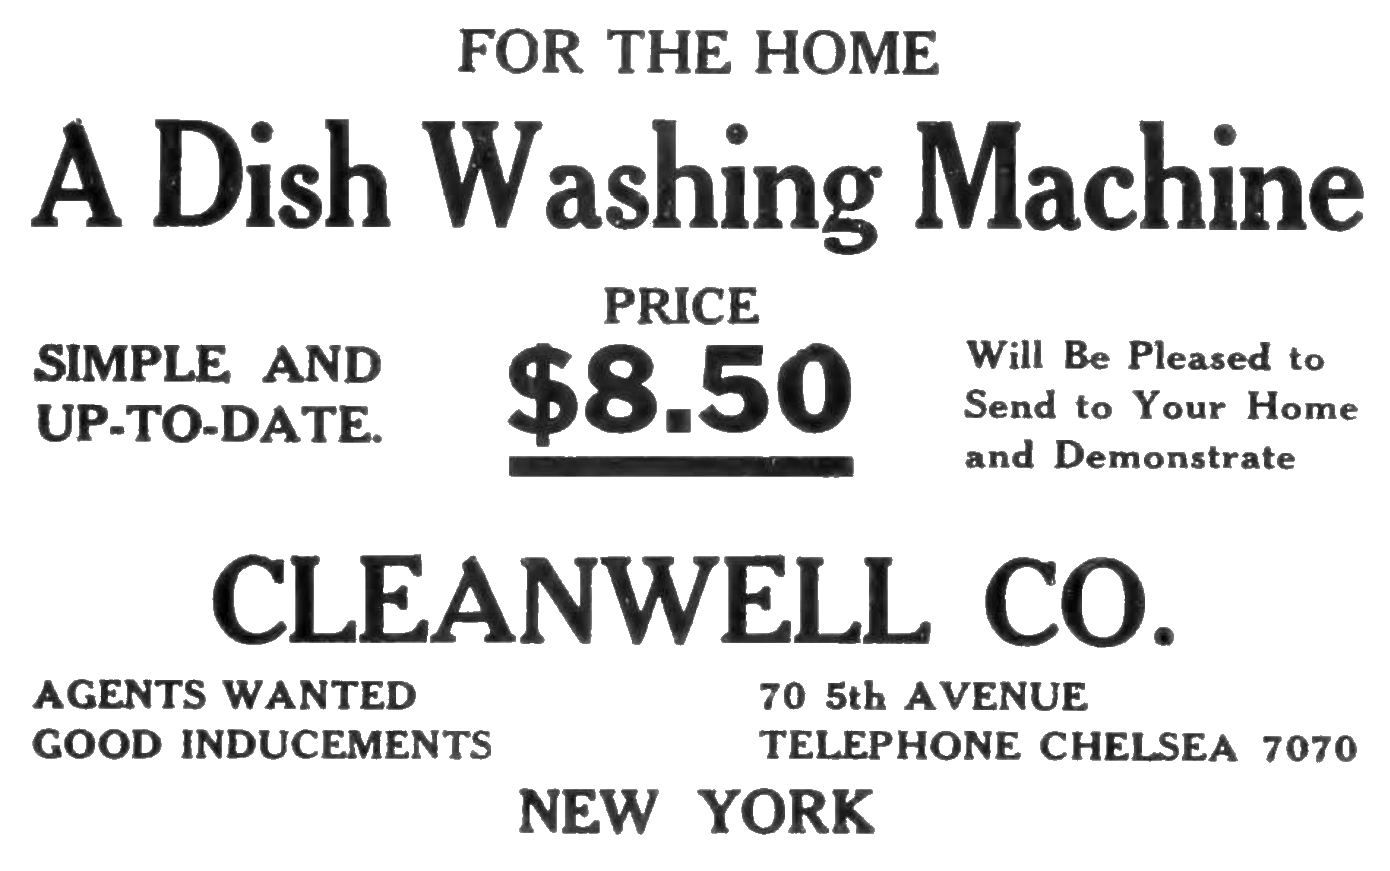 FOR THE HOME
A Dish Washing Machine
PRICE
$8.50
SIMPLE AND
UP-TO-DATE.
Will Be Pleased to
Send to Your Home
and Demonstrate
CLEANWELL CO.
AGENTS WANTED
GOOD INDUCEMENTS
70 5th AVENUE
TELEPHONE CHELSEA 7070
NEW YORK